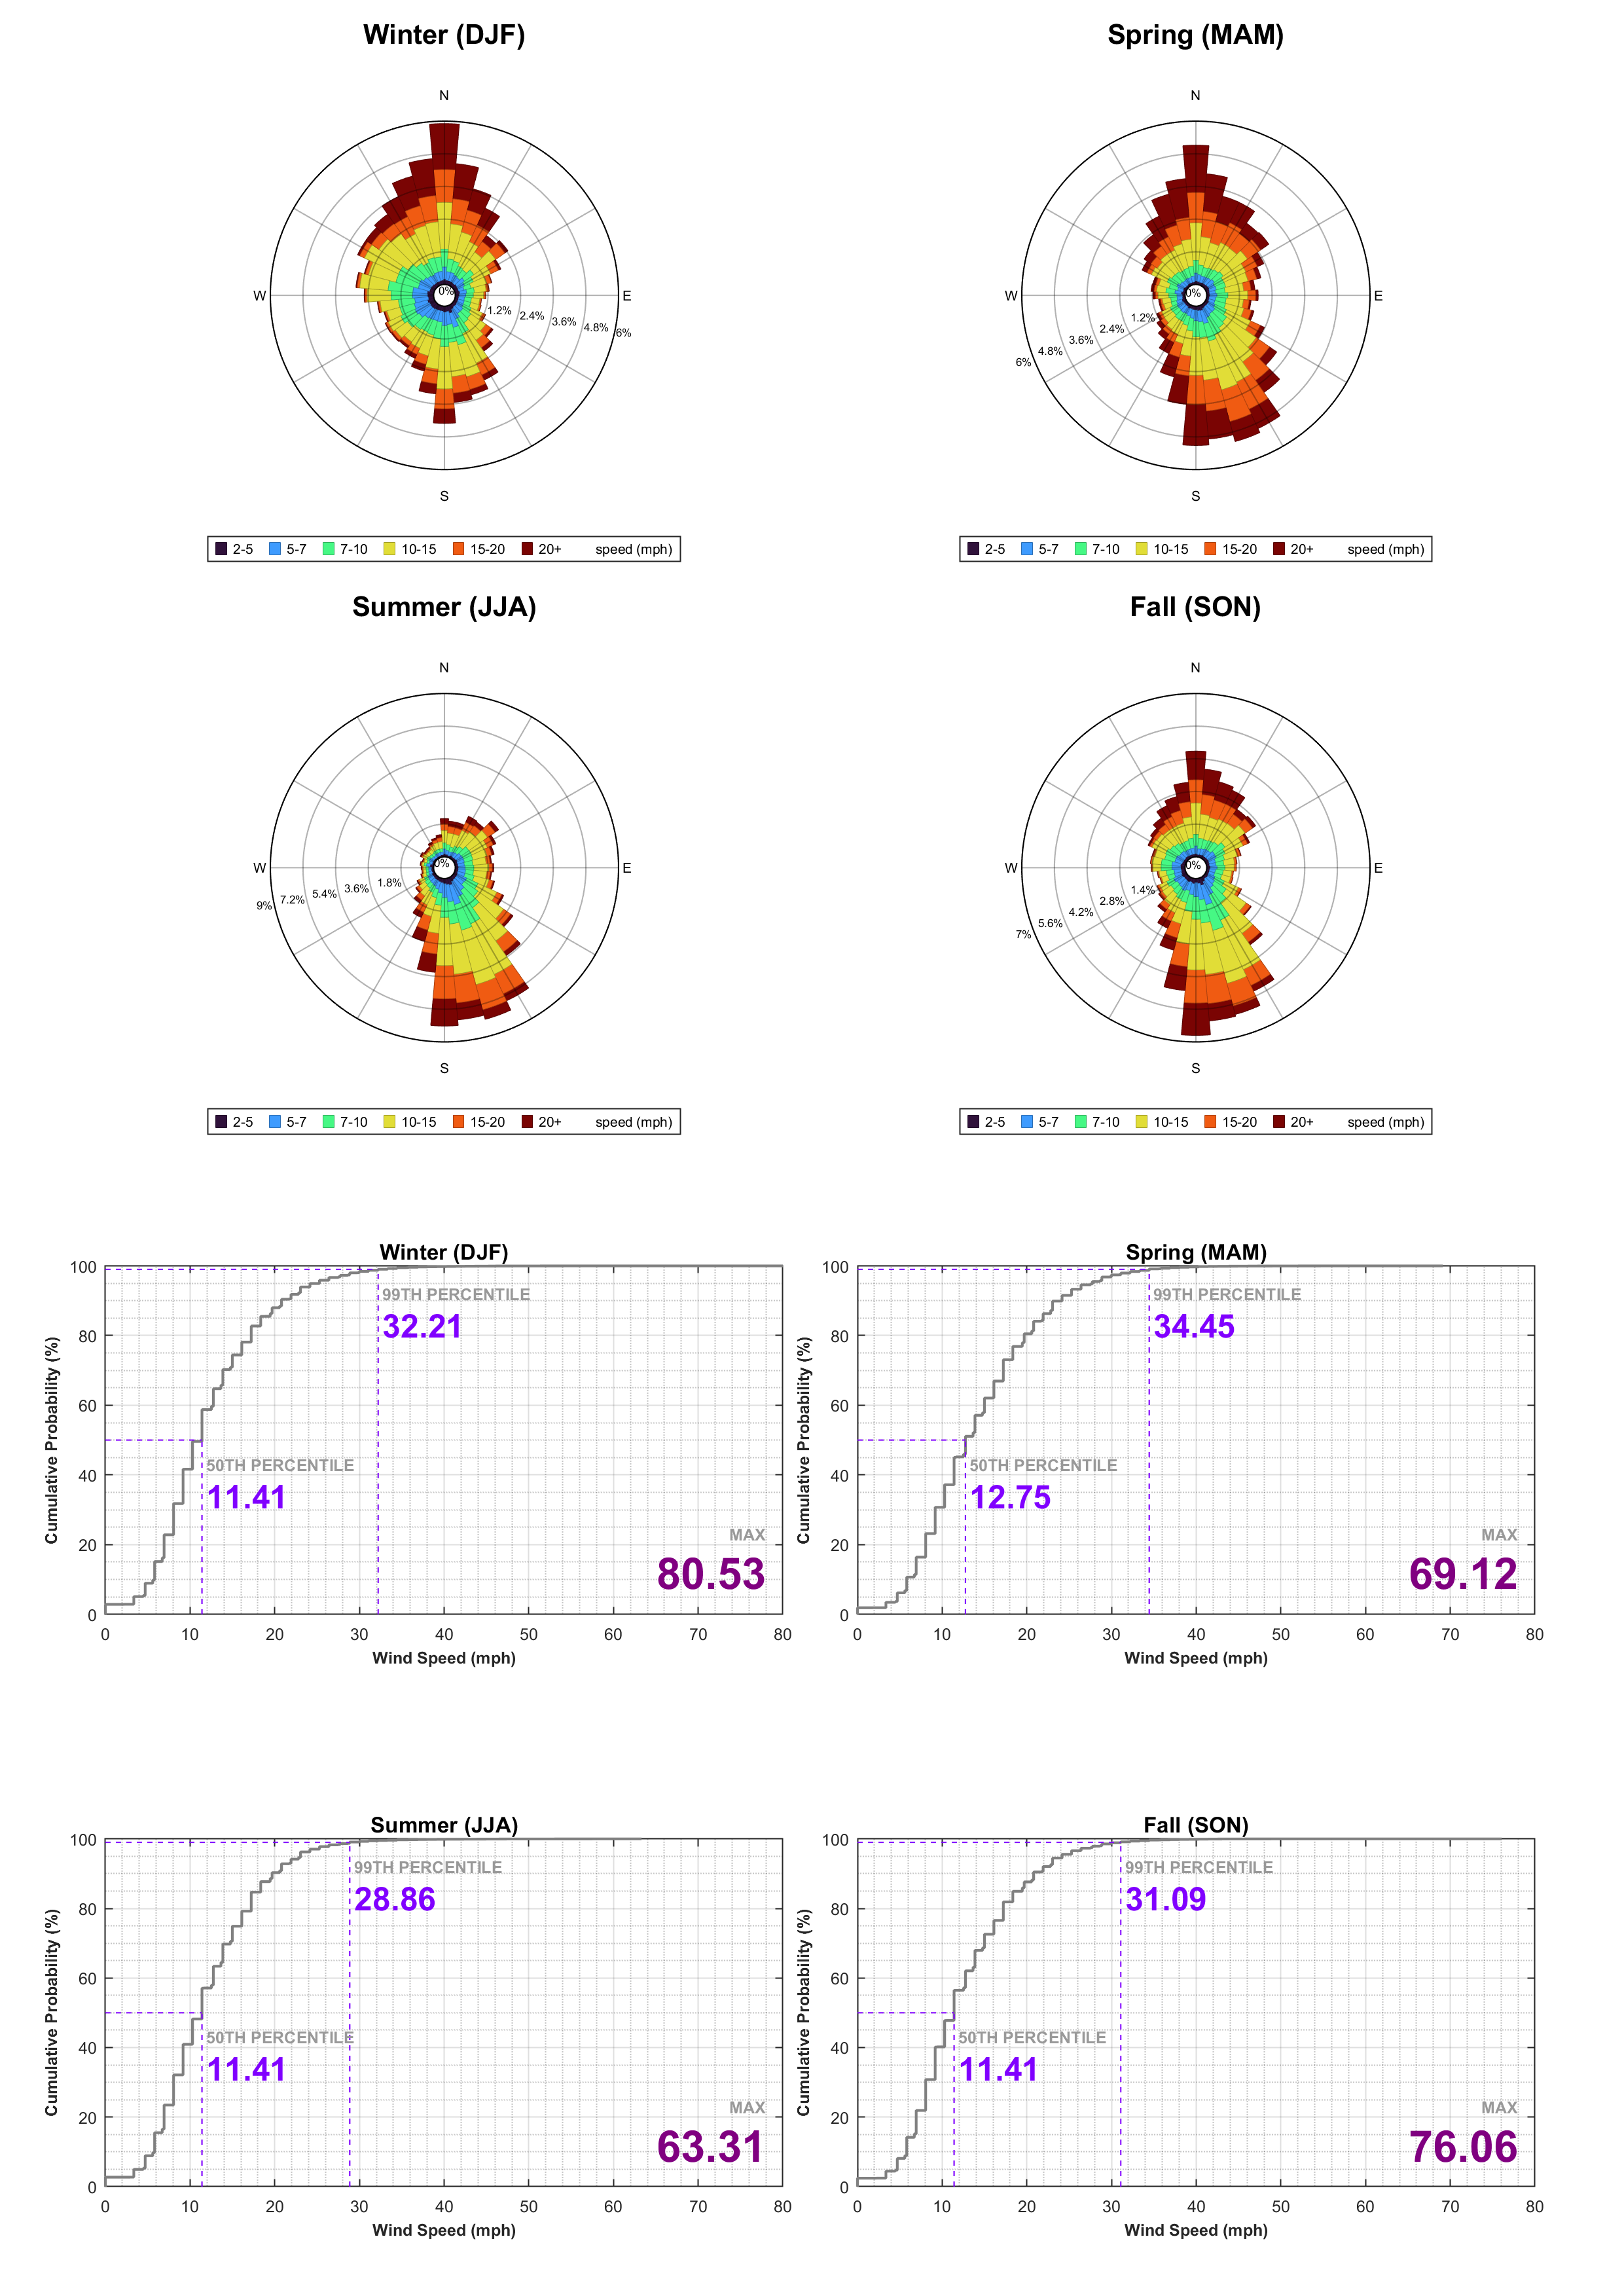 Winter (DJF)
Spring (MAM)
N
N
W
0%
1.2%
2.4%
3.6%
4.8%
6%
E
W
0%
1.2%
2.4%
3.6%
4.8%
6%
E
S
S
2-5 5-7 7-10 10-15 15-20 20+ speed (mph)
2-5 5-7 7-10 10-15 15-20 20+ speed (mph)
Summer (JJA)
Fall (SON)
N
N
W
0%
1.8%
3.6%
5.4%
7.2%
9%
E
W
0%
1.4%
2.8%
4.2%
5.6%
7%
E
S
S
2-5 5-7 7-10 10-15 15-20 20+ speed (mph)
2-5 5-7 7-10 10-15 15-20 20+ speed (mph)
Winter (DJF)
Cumulative Probability (%)
100
80
60
40
20
0
99TH PERCENTILE
32.21
50TH PERCENTILE
11.41
MAX
80.53
0 10 20 30 40 50 60 70 80
Wind Speed (mph)
Spring (MAM)
Cumulative Probability (%)
100
80
60
40
20
0
99TH PERCENTILE
34.45
50TH PERCENTILE
12.75
MAX
69.12
0 10 20 30 40 50 60 70 80
Wind Speed (mph)
Summer (JJA)
Cumulative Probability (%)
100
80
60
40
20
0
99TH PERCENTILE
28.86
50TH PERCENTILE
11.41
MAX
63.31
0 10 20 30 40 50 60 70 80
Wind Speed (mph)
Fall (SON)
Cumulative Probability (%)
100
80
60
40
20
0
99TH PERCENTILE
31.09
50TH PERCENTILE
11.41
MAX
76.06
0 10 20 30 40 50 60 70 80
Wind Speed (mph)